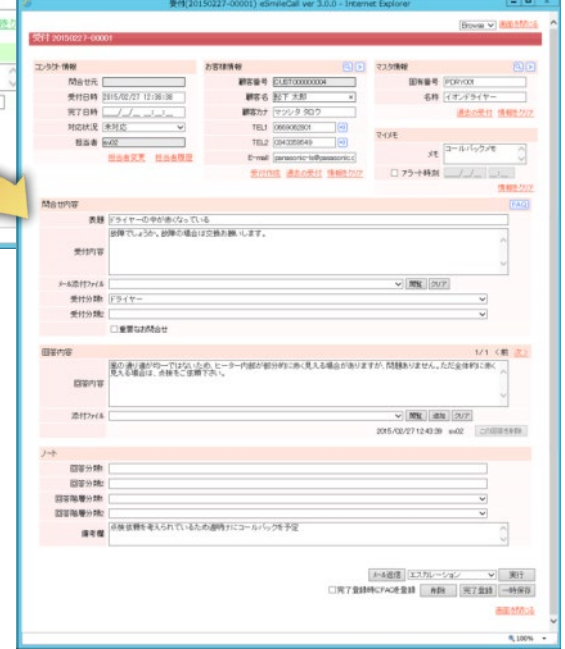 受付(20150227-00001) eSmileCall ver 3.0.0 - Internet Explorer
Browse 画面を閉じる
受付 20150227-00001
コンタクト情報
問合せ元
受付日時 2015/02/27 12:36:38
完了日時
対応状況 未対応
担当者 sv02
担当者変更 担当者履歴
お客様情報
顧客番号 CUST00000004
顧客名 松下 太郎
顧客カナ マツシタ タロウ
TEL1
TEL2
E-mail
受付作成 過去の受付 情報をクリア
マスタ情報
固有番号 PDRY001
名称 イオンドライヤー
過去の受付 情報をクリア
マイメモ
メモ コールバックメモ
アラート時刻
情報をクリア
問合せ内容 FAQ
表題 ドライヤーの中が赤くなっている
受付内容 故障でしょうか。故障の場合は交換お願いします。
メール添付ファイル 閲覧 クリア
受付分類1 ドライヤー
受付分類2
重要なお問合せ
回答内容 1/1 <前 次>
回答内容 風の通り道が均一ではないため、ヒーター内部が部分的に赤く見える場合がありますが、問題ありません。ただ全体的に赤く
見える場合は、点検をご依頼下さい。
添付ファイル 閲覧 追加 クリア
2015/02/27 12:43:39 sv02 この回答を削除
ノート
回答分類1
回答分類2
回答階層分類1
回答階層分類2
備考欄 点検依頼を考えられているため適時ナにコールバックを予定
メール返信 エスカレーション 実行
完了登録時にFAQを登録 削除 完了登録 一時保存
画面を閉じる
100%